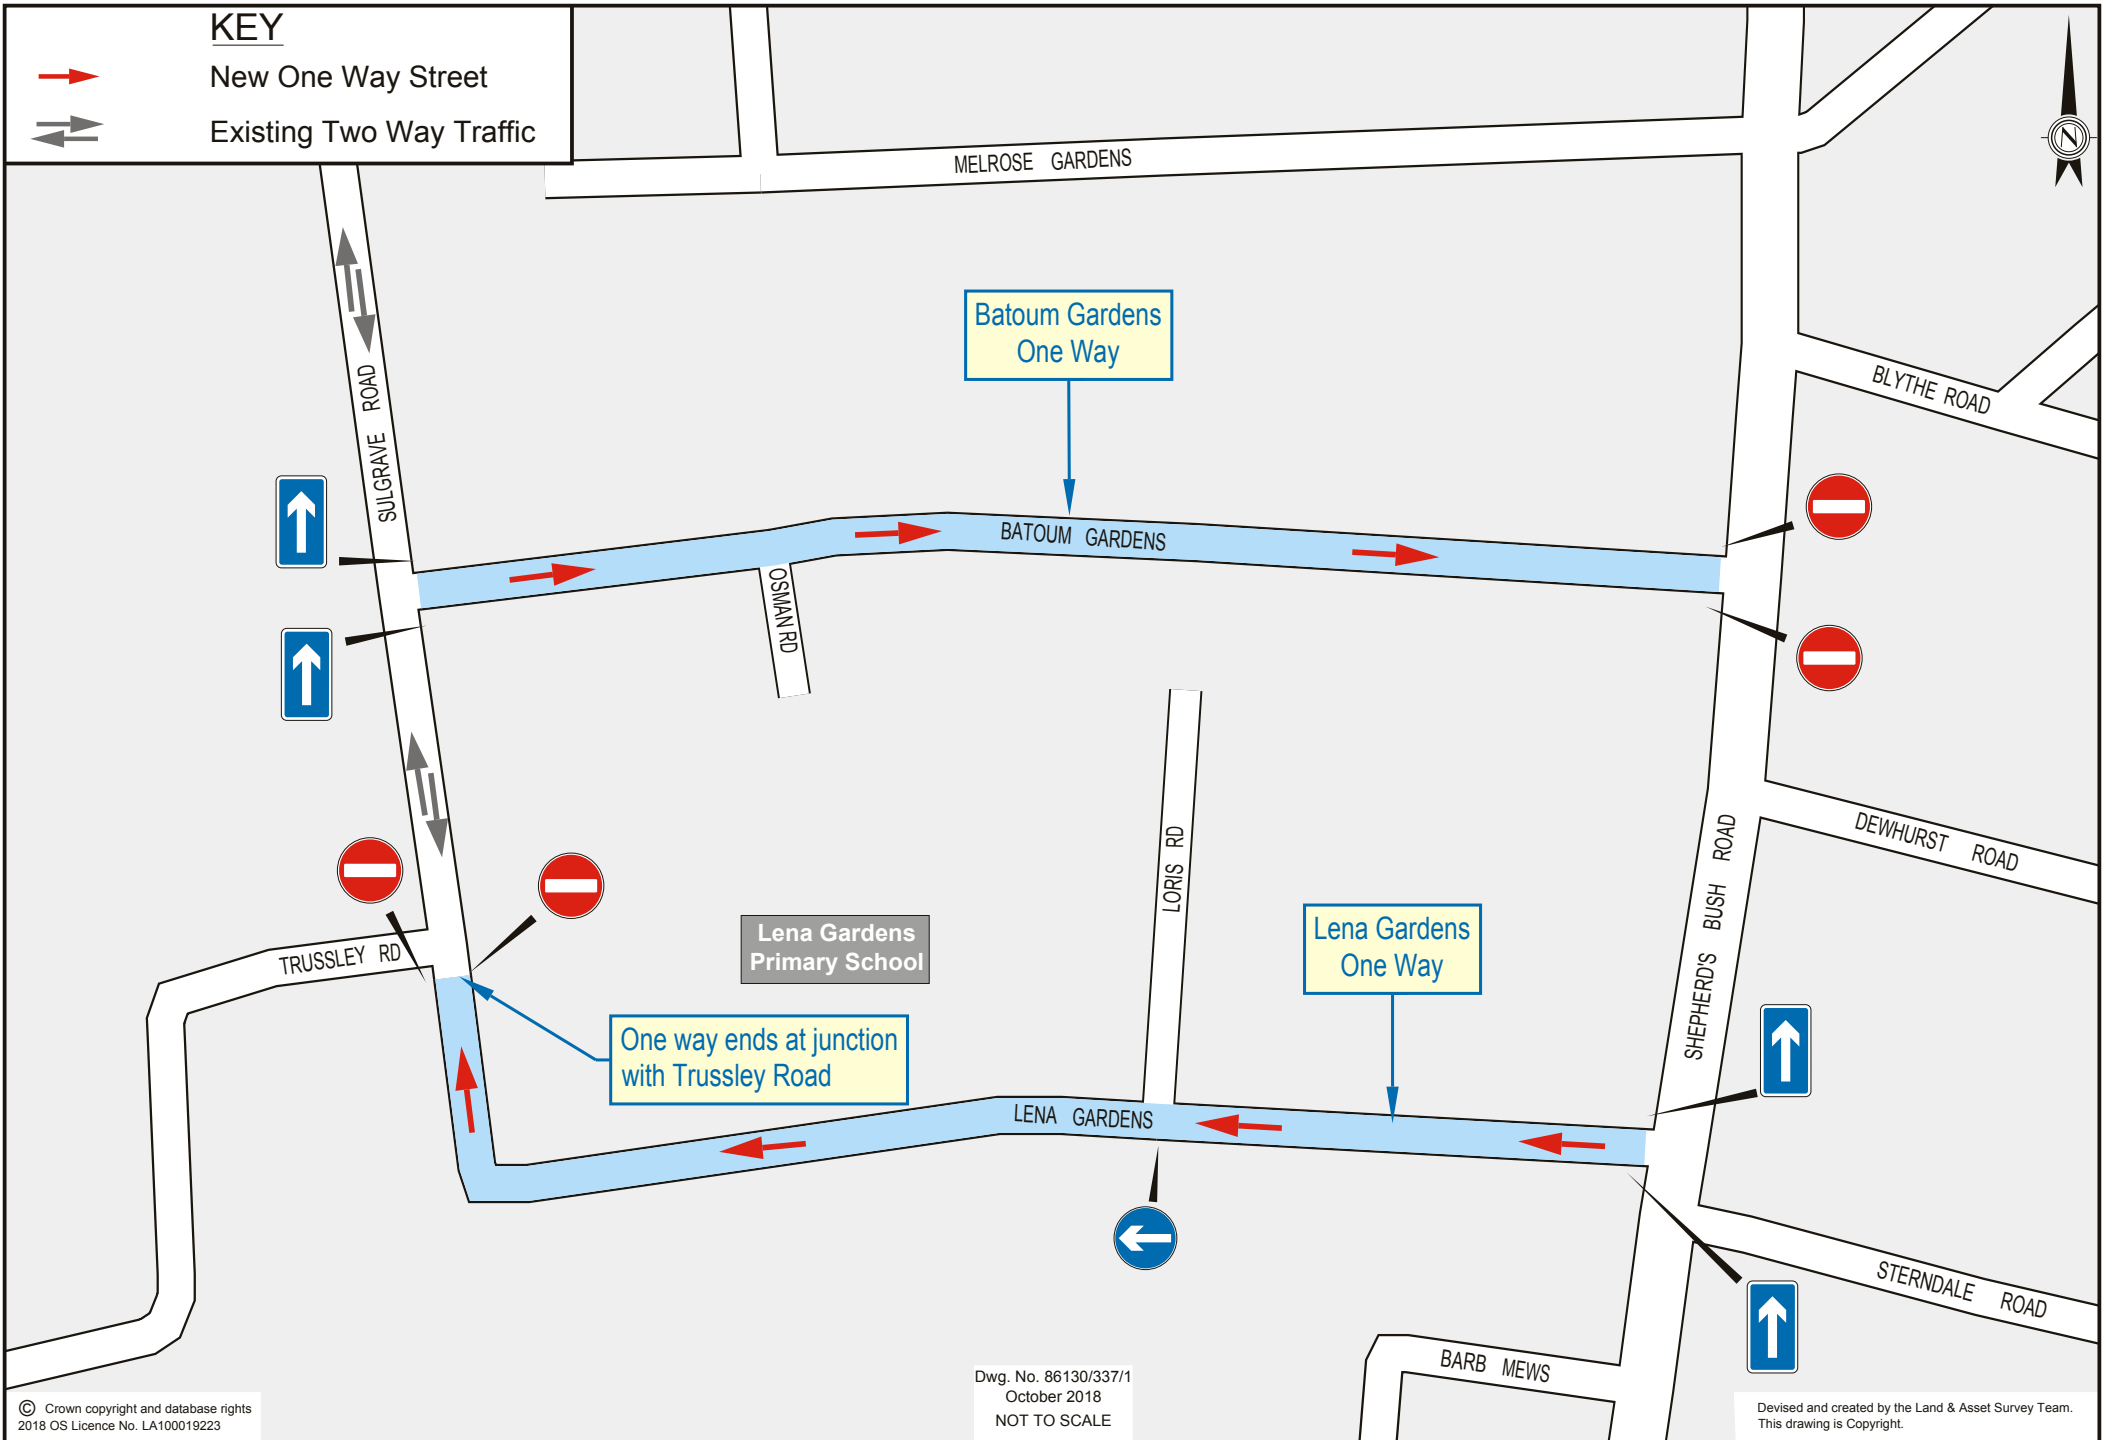 KEY
New One Way Street
Existing Two Way Traffic
MELROSE GARDENS
N
Batoum Gardens
One Way
SULGRAVE ROAD
BLYTHE ROAD
BATOUM GARDENS
OSMAN RD
LORIS RD
DEWHURST ROAD
SHEPHERD'S BUSH ROAD
TRUSSLEY RD
Lena Gardens
Primary School
Lena Gardens
One Way
One way ends at junction
with Trussley Road
LENA GARDENS
STERNDALE ROAD
BARB MEWS
© Crown copyright and database rights
2018 OS Licence No. LA100019223
Dwg. No. 86130/337/1
October 2018
NOT TO SCALE
Devised and created by the Land & Asset Survey Team.
This drawing is Copyright.